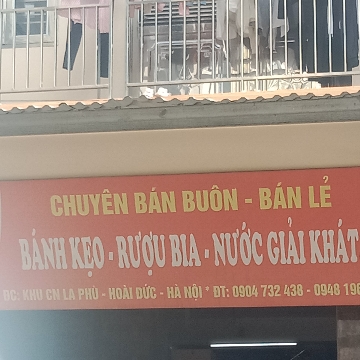 CHUYÊN BÁN BUÔN - BÁN LẺ
BÁNH KẸO - RƯỢU BIA - NƯỚC GIẢI KHÁT
ĐC: KHU CN LA PHÙ - HOÀI ĐỨC - HÀ NỘI * ĐT: 0904 732 438 - 0948